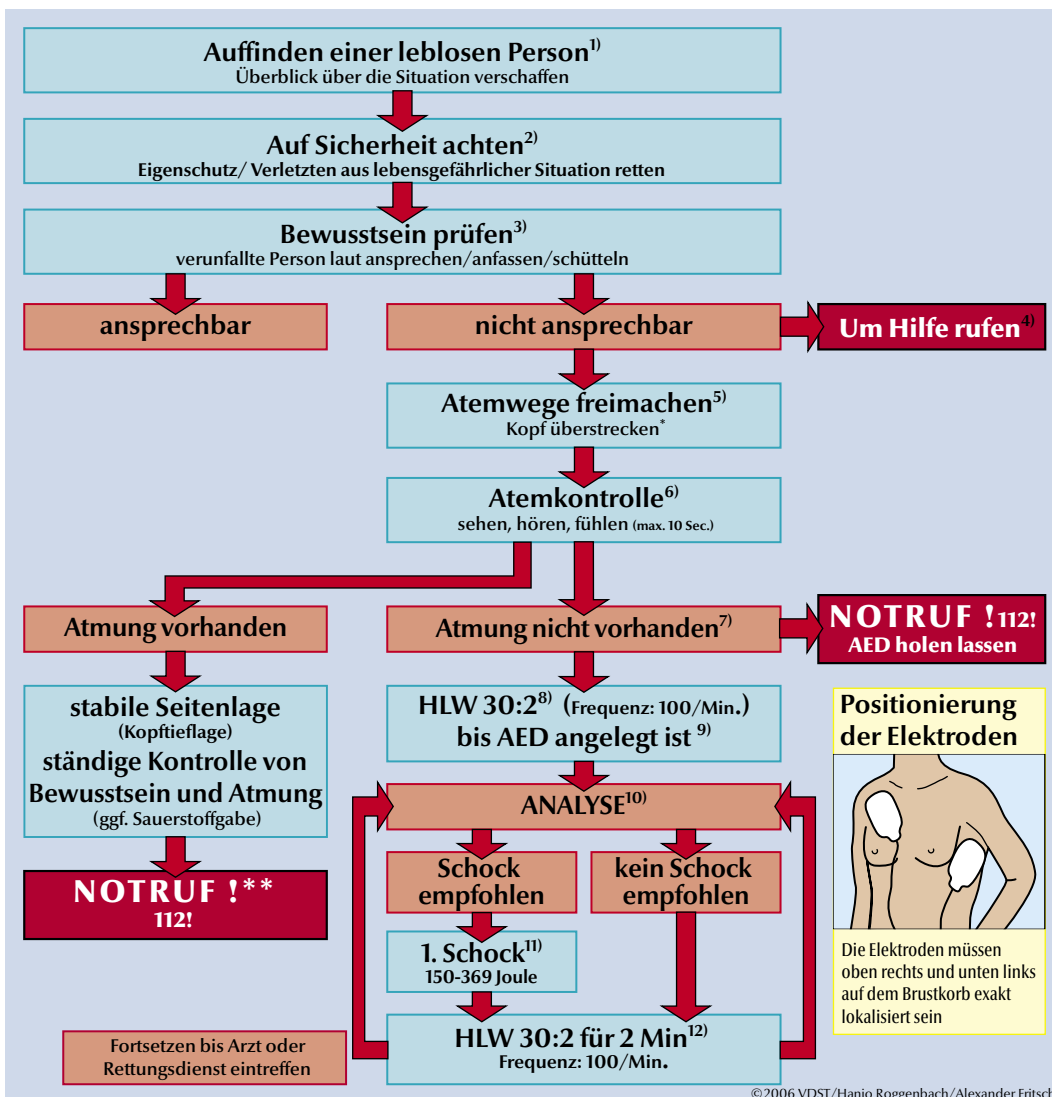 Auffinden einer leblosen Person1)
Überblick über die Situation verschaffen
Auf Sicherheit achten2)
Eigenschutz/ Verletzten aus lebensgefährlicher Situation retten
Bewusstsein prüfen3)
verunfallte Person laut ansprechen/anfassen/schütteln
ansprechbar
nicht ansprechbar
Um Hilfe rufen4)
Atemwege freimachen5)
Kopf überstrecken*
Atemkontrolle6)
sehen, hören, fühlen (max. 10 Sec.)
Atmung vorhanden
Atmung nicht vorhanden7)
NOTRUF !112!
AED holen lassen
stabile Seitenlage
(Kopftieflage)
ständige Kontrolle von
Bewusstsein und Atmung
(ggf. Sauerstoffgabe)
NOTRUF !**
112!
HLW 30:28) (Frequenz: 100/Min.)
bis AED angelegt ist 9)
ANALYSE10)
Schock
empfohlen
kein Schock
empfohlen
1. Schock11)
150-369 Joule
HLW 30:2 für 2 Min12)
Frequenz: 100/Min.
Fortsetzen bis Arzt oder
Rettungsdienst eintreffen
Positionierung
der Elektroden
Die Elektroden müssen
oben rechts und unten links
auf dem Brustkorb exakt
lokalisiert sein
©2006 VDST/Hanjo Roggenbach/Alexander Fritsch